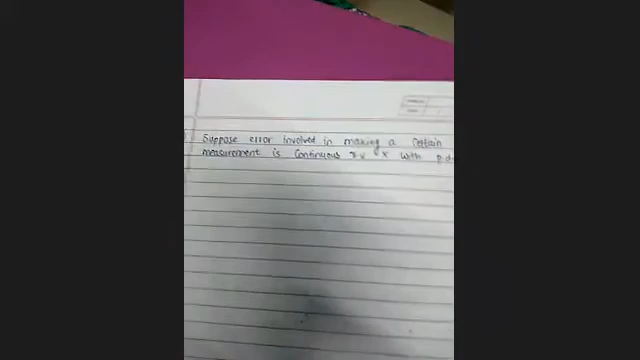 Suppose error involved in making a certain
measurement is Continuous r.v x with p.d